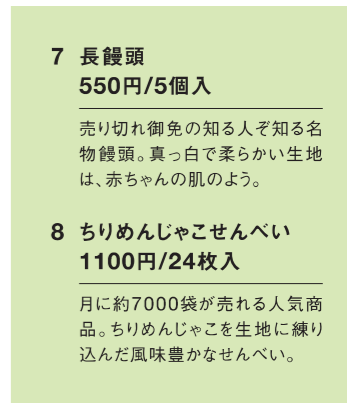 7 長饅頭
550円/5個入
売り切れ御免の知る人ぞ知る名
物饅頭。真っ白で柔らかい生地
は、赤ちゃんの肌のよう。
8 ちりめんじゃこせんべい
1100円/24枚入
月に約7000袋が売れる人気商
品。ちりめんじゃこを生地に練り
込んだ風味豊かなせんべい。